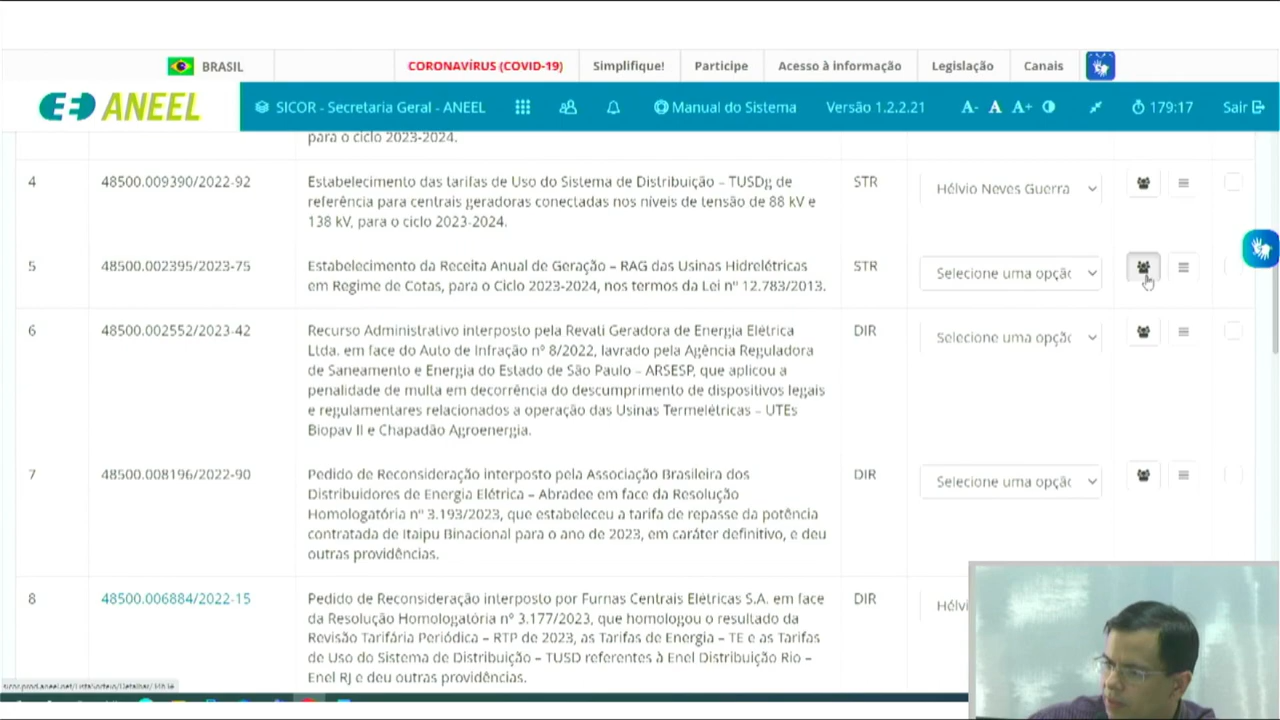 BRASIL
CORONAVÍRUS (COVID-19)
Simplifique!
Participe
Acesso à informação
Legislação
Canais
ANEEL
SICOR - Secretaria Geral - ANEEL
Manual do Sistema
Versão 1.2.2.21
A-
A
A+
179:17
Sair
para o ciclo 2023-2024.
4
48500.009390/2022-92
Estabelecimento das tarifas de Uso do Sistema de Distribuição – TUSDg de
referência para centrais geradoras conectadas nos níveis de tensão de 88 kV e
138 kV, para o ciclo 2023-2024.
STR
Hélvio Neves Guerra
5
48500.002395/2023-75
Estabelecimento da Receita Anual de Geração – RAG das Usinas Hidrelétricas
em Regime de Cotas, para o Ciclo 2023-2024, nos termos da Lei nº 12.783/2013.
STR
Selecione uma opçã
6
48500.002552/2023-42
Recurso Administrativo interposto pela Revati Geradora de Energia Elétrica
Ltda. em face do Auto de Infração nº 8/2022, lavrado pela Agência Reguladora
de Saneamento e Energia do Estado de São Paulo – ARSESP, que aplicou a
penalidade de multa em decorrência do descumprimento de dispositivos legais
e regulamentares relacionados a operação das Usinas Termelétricas – UTEs
Biopav II e Chapadão Agroenergia.
DIR
Selecione uma opçã
7
48500.008196/2022-90
Pedido de Reconsideração interposto pela Associação Brasileira dos
Distribuidores de Energia Elétrica – Abradee em face da Resolução
Homologatória nº 3.193/2023, que estabeleceu a tarifa de repasse da potência
contratada de Itaipu Binacional para o ano de 2023, em caráter definitivo, e deu
outras providências.
DIR
Selecione uma opçã
8
48500.006884/2022-15
Pedido de Reconsideração interposto por Furnas Centrais Elétricas S.A. em face
da Resolução Homologatória nº 3.177/2023, que homologou o resultado da
Revisão Tarifária Periódica – RTP de 2023, as Tarifas de Energia – TE e as Tarifas
de Uso do Sistema de Distribuição – TUSD referentes à Enel Distribuição Rio –
Enel RJ e deu outras providências.
DIR
Hélvi